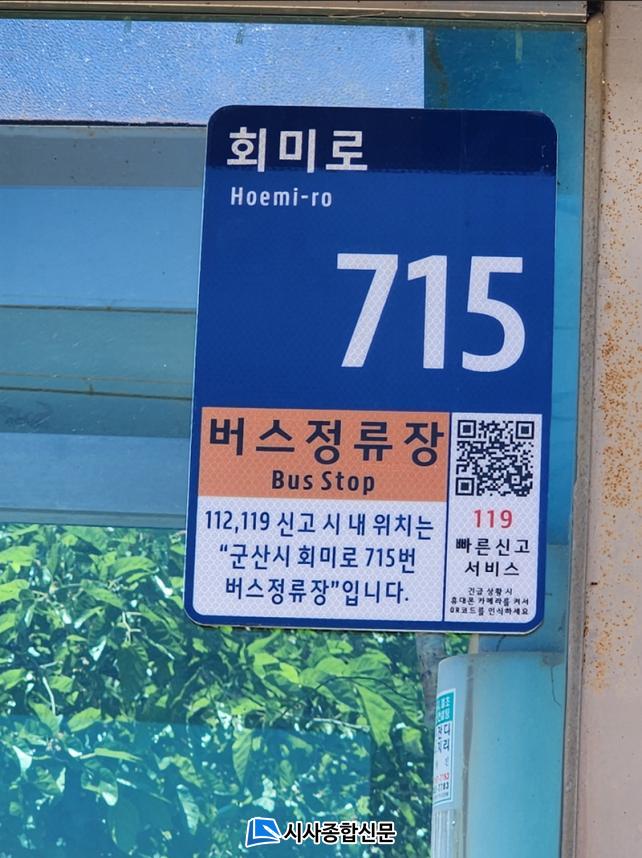 회미로
Hoemi-ro
715
버스정류장
Bus Stop
112,119 신고 시 내 위치는
“군산시 회미로 715번
버스정류장”입니다.
119
빠른신고
서비스
긴급 상황 시
휴대폰 카메라를 켜서
QR코드를 인식하세요
시사종합신문